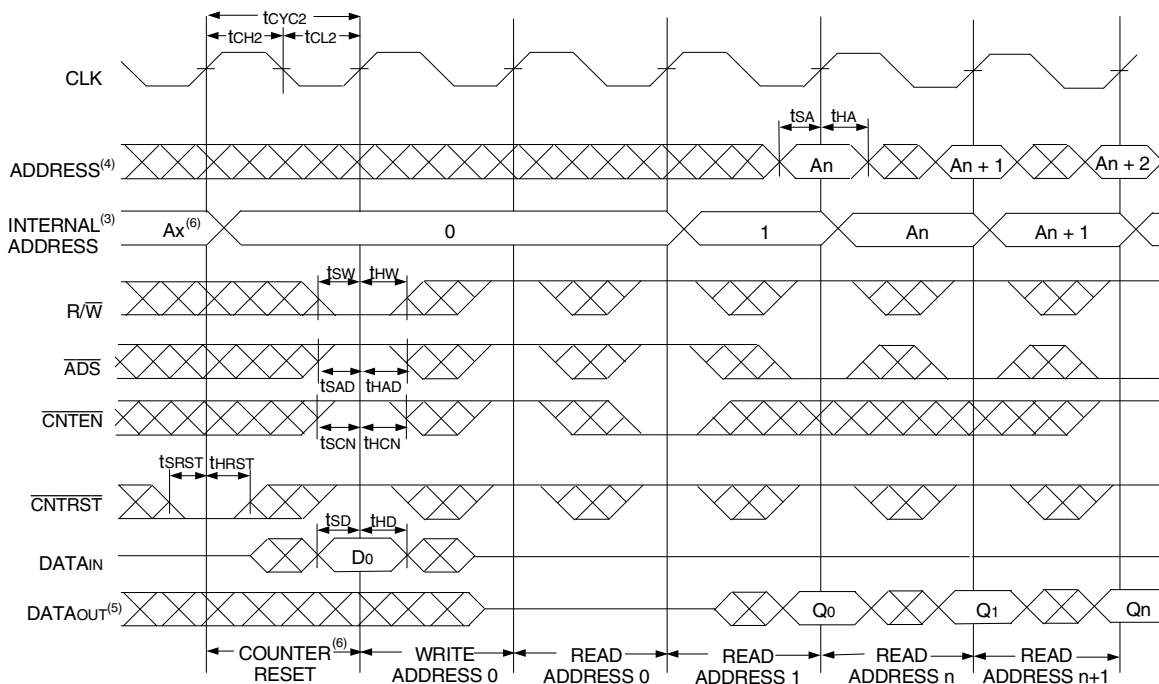 tCYC2
tCH2 tCL2
CLK
tSA tHA
ADDRESS(4) An An + 1 An + 2
INTERNAL(3) ADDRESS Ax(6) 0 1 An An + 1
tSW tHW
R/W̅
A̅D̅S̅
tSAD tHAD
C̅N̅T̅E̅N̅
tSCN tHCN
tSRST tHRST
C̅N̅T̅R̅S̅T̅
tSD tHD
DATAIN D0
DATAOUT(5) Q0 Q1 Qn
COUNTER(6) RESET
WRITE ADDRESS 0
READ ADDRESS 0
READ ADDRESS 1
READ ADDRESS n
READ ADDRESS n+1